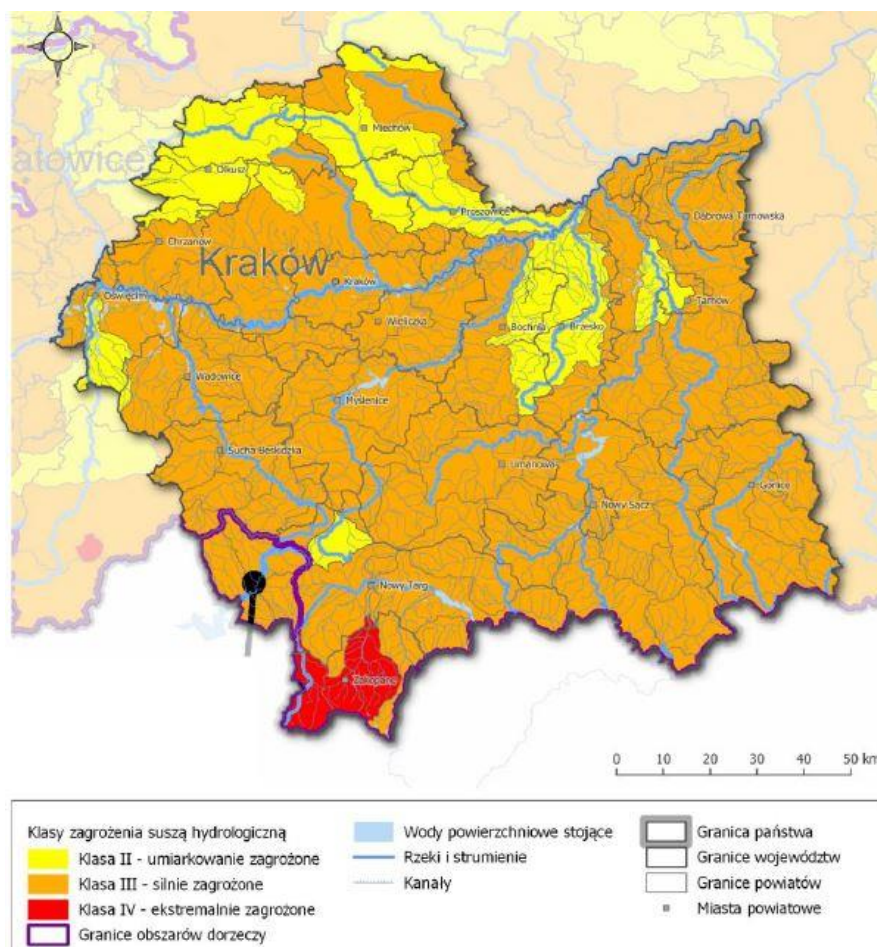 atowice
Miechów
Olkusz
Proszowice
Dąbrowa Tarnowska
Chrzanów
Kraków
Kraków
Oświęcim
Tarnów
Wieliczka
Bochnia
Brzesko
Wadowice
Myślenice
Sucha Beskidzka
Limanowa
Gorlice
Nowy Sącz
Nowy Targ
Zakopane
0 10 20 30 40 50 km
Klasy zagrożenia suszą hydrologiczną
Klasa II - umiarkowanie zagrożone
Klasa III - silnie zagrożone
Klasa IV - ekstremalnie zagrożone
Granice obszarów dorzeczy
Wody powierzchniowe stojące
Rzeki i strumienie
Kanały
Granica państwa
Granice województw
Granice powiatów
Miasta powiatowe